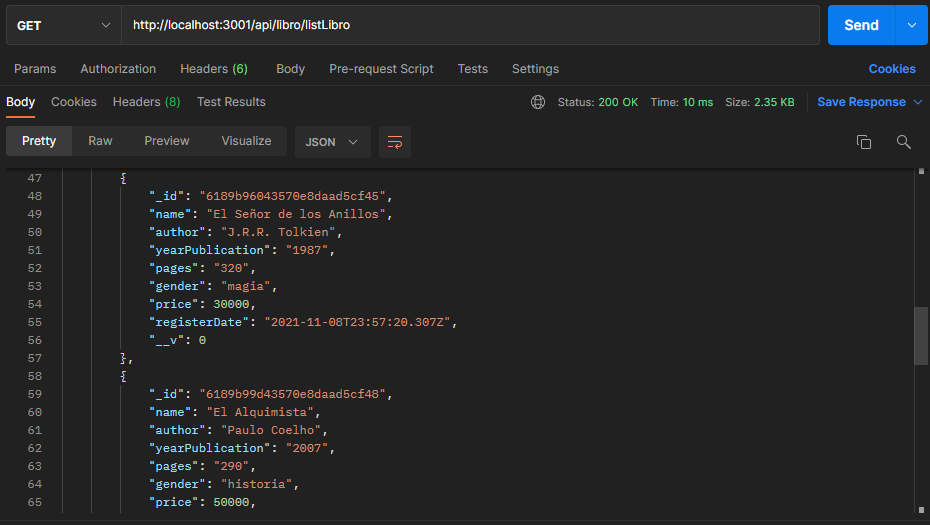 GET http://localhost:3001/api/libro/listLibro Send
Params Authorization Headers (6) Body Pre-request Script Tests Settings Cookies
Body Cookies Headers (8) Test Results Status: 200 OK Time: 10 ms Size: 2.35 KB Save Response
Pretty Raw Preview Visualize JSON
47 {
48 "_id": "6189b96043570e8daad5cf45",
49 "name": "El Señor de los Anillos",
50 "author": "J.R.R. Tolkien",
51 "yearPublication": "1987",
52 "pages": "320",
53 "gender": "magia",
54 "price": 30000,
55 "registerDate": "2021-11-08T23:57:20.307Z",
56 "__v": 0
57 },
58 {
59 "_id": "6189b99d43570e8daad5cf48",
60 "name": "El Alquimista",
61 "author": "Paulo Coelho",
62 "yearPublication": "2007",
63 "pages": "290",
64 "gender": "historia",
65 "price": 50000,